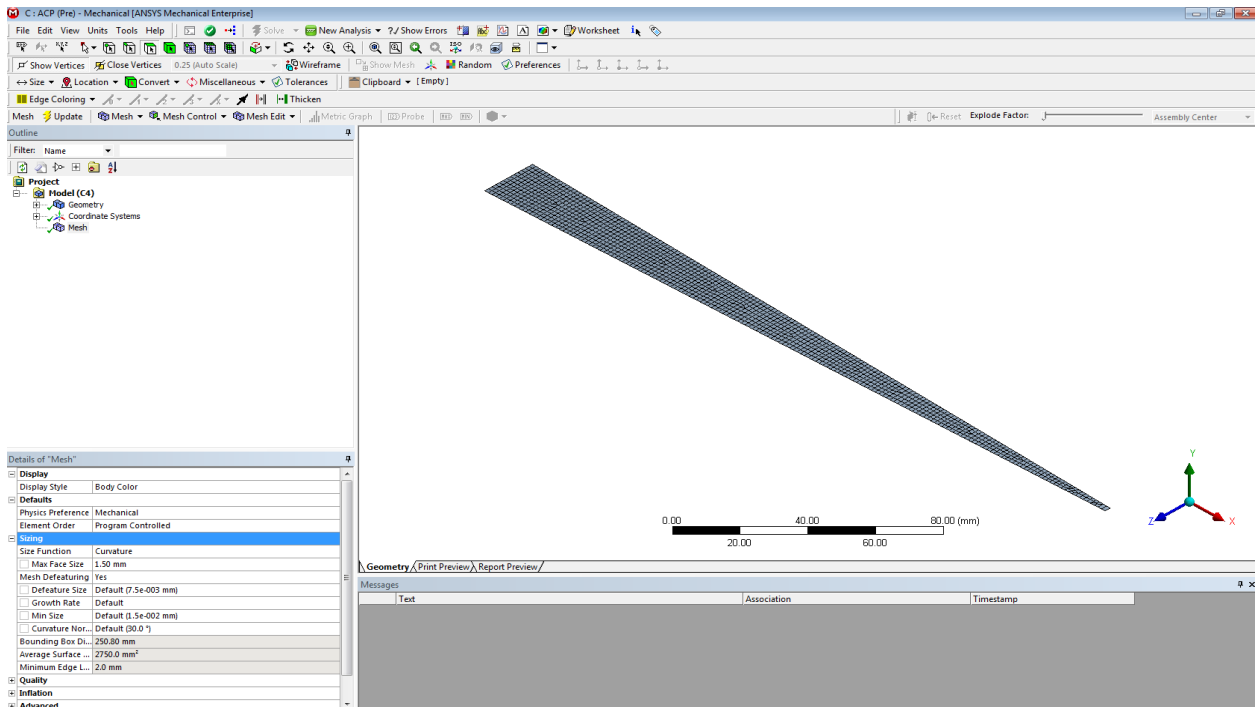 C : ACP (Pre) - Mechanical [ANSYS Mechanical Enterprise]
File Edit View Units Tools Help Solve New Analysis ?/ Show Errors Worksheet
Show Vertices Close Vertices 0.25 (Auto Scale) Wireframe Show Mesh Random Preferences
Size Location Convert Miscellaneous Tolerances Clipboard [Empty]
Edge Coloring Thicken
Mesh Update Mesh Mesh Control Mesh Edit Metric Graph Probe Reset Explode Factor: Assembly Center
Outline
Filter: Name
Project
Model (C4)
Geometry
Coordinate Systems
Mesh
Details of "Mesh"
Display
Display Style Body Color
Defaults
Physics Preference Mechanical
Element Order Program Controlled
Sizing
Size Function Curvature
Max Face Size 1.50 mm
Mesh Defeaturing Yes
Defeature Size Default (7.5e-003 mm)
Growth Rate Default
Min Size Default (1.5e-002 mm)
Curvature Nor... Default (30.0 °)
Bounding Box Di... 250.80 mm
Average Surface ... 2750.0 mm²
Minimum Edge L... 2.0 mm
Quality
Inflation
Advanced
0.00 40.00 80.00 (mm)
20.00 60.00
Y
Z X
Geometry Print Preview Report Preview
Messages
Text Association Timestamp